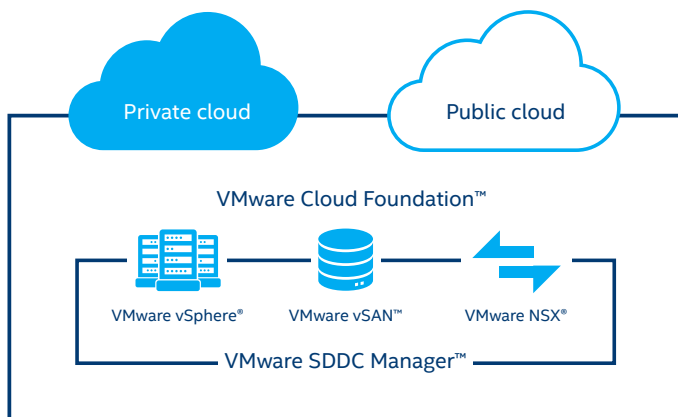 Private cloud
Public cloud
VMware Cloud Foundation™
VMware vSphere®
VMware vSAN™
VMware NSX®
VMware SDDC Manager™